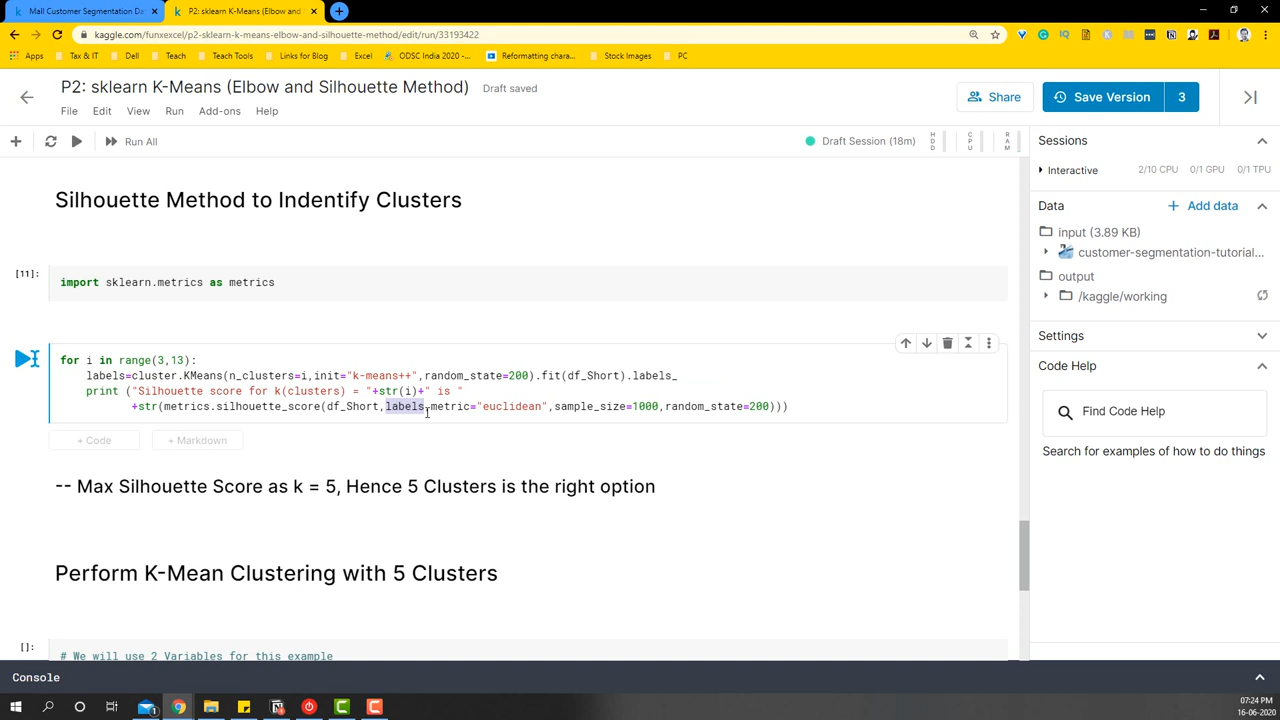 Mall Customer Segmentation Da
P2: sklearn K-Means (Elbow and
kaggle.com/funxexcel/p2-sklearn-k-means-elbow-and-silhouette-method/edit/run/33193422
Apps
Tax & IT
Dell
Teach
Teach Tools
Links for Blog
Excel
ODSC India 2020 -...
Reformatting chara...
Stock Images
PC
P2: sklearn K-Means (Elbow and Silhouette Method)
Draft saved
File Edit View Run Add-ons Help
Share
Save Version
3
Run All
Draft Session (18m)
HDD
CPU
RAM
Silhouette Method to Indentify Clusters
[11]:
import sklearn.metrics as metrics
for i in range(3,13):
labels=cluster.KMeans(n_clusters=i,init="k-means++",random_state=200).fit(df_Short).labels_
print ("Silhouette score for k(clusters) = "+str(i)+" is "
+str(metrics.silhouette_score(df_Short,labels,metric="euclidean",sample_size=1000,random_state=200)))
+ Code
+ Markdown
-- Max Silhouette Score as k = 5, Hence 5 Clusters is the right option
Perform K-Mean Clustering with 5 Clusters
[]:
# We will use 2 Variables for this example
Sessions
Interactive
2/10 CPU 0/1 GPU 0/1 TPU
Data
+ Add data
input (3.89 KB)
customer-segmentation-tutorial...
output
/kaggle/working
Settings
Code Help
Find Code Help
Search for examples of how to do things
Console
07:24 PM
16-06-2020